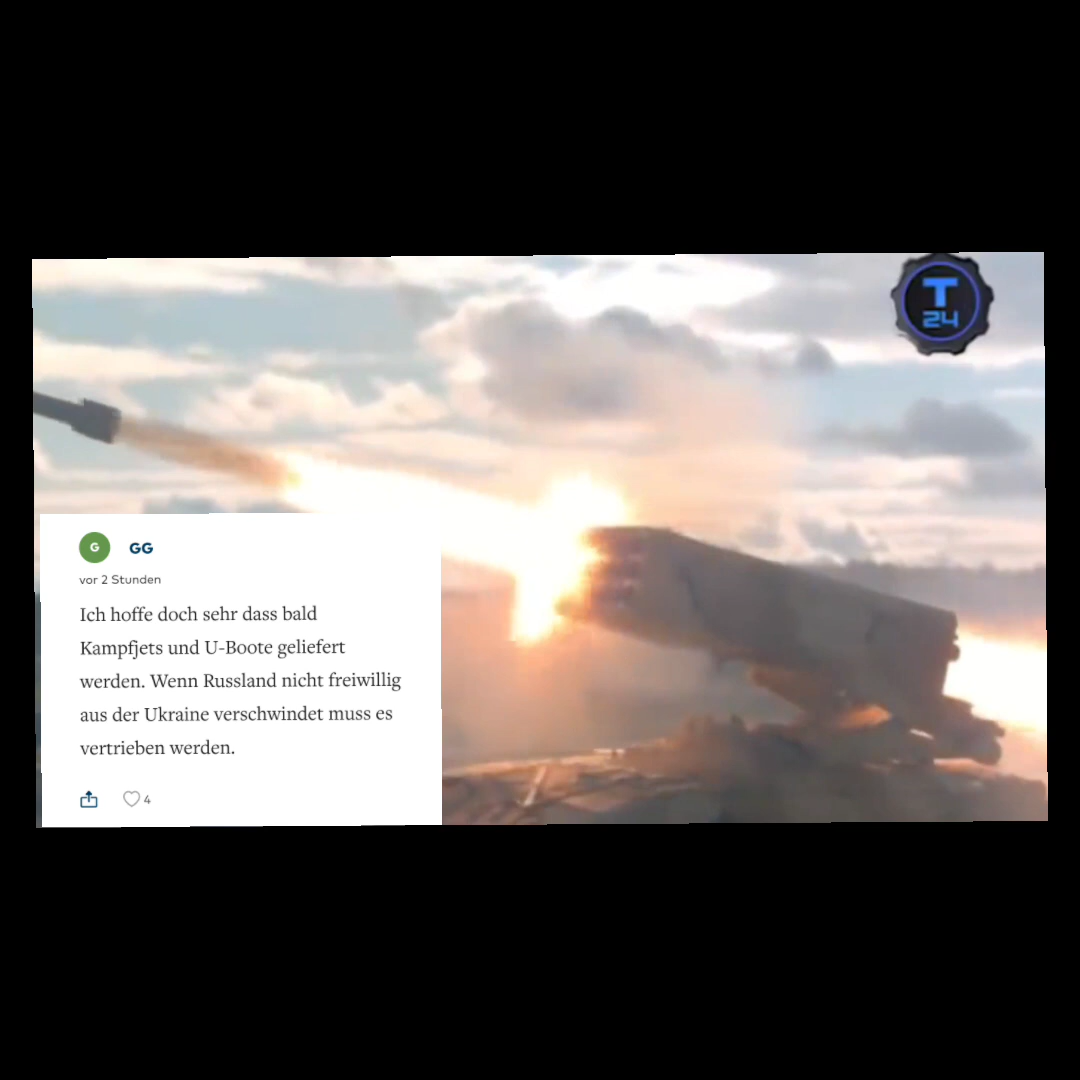 T
24
G GG
vor 2 Stunden
Ich hoffe doch sehr dass bald
Kampfjets und U-Boote geliefert
werden. Wenn Russland nicht freiwillig
aus der Ukraine verschwindet muss es
vertrieben werden.
4